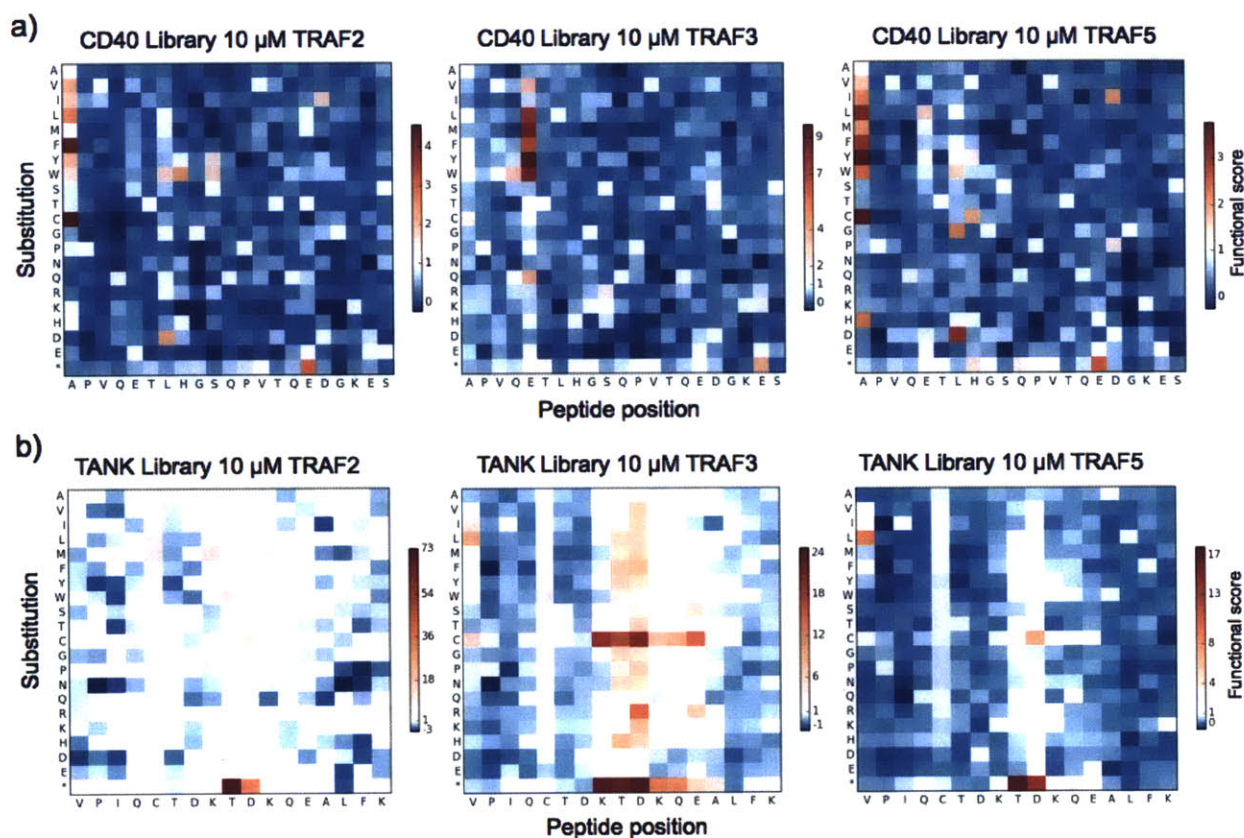 a)
CD40 Library 10 μM TRAF2
CD40 Library 10 μM TRAF3
CD40 Library 10 μM TRAF5
Substitution
A
V
I
L
M
F
Y
W
S
T
C
G
P
N
Q
R
K
H
D
E
*
A P V Q E T L H G S Q P V T Q E D G K E S
4
3
2
1
0
A
V
I
L
M
F
Y
W
S
T
C
G
P
N
Q
R
K
H
D
E
*
A P V Q E T L H G S Q P V T Q E D G K E S
9
7
4
2
1
0
A
V
I
L
M
F
Y
W
S
T
C
G
P
N
Q
R
K
H
D
E
*
A P V Q E T L H G S Q P V T Q E D G K E S
3
2
1
0
Functional score
Peptide position
b)
TANK Library 10 μM TRAF2
TANK Library 10 μM TRAF3
TANK Library 10 μM TRAF5
Substitution
A
V
I
L
M
F
Y
W
S
T
C
G
P
N
Q
R
K
H
D
E
*
V P I Q C T D K T D K Q E A L F K
73
54
36
18
1
-3
A
V
I
L
M
F
Y
W
S
T
C
G
P
N
Q
R
K
H
D
E
*
V P I Q C T D K T D K Q E A L F K
24
18
12
6
1
-1
A
V
I
L
M
F
Y
W
S
T
C
G
P
N
Q
R
K
H
D
E
*
V P I Q C T D K T D K Q E A L F K
17
13
8
4
1
0
Functional score
Peptide position